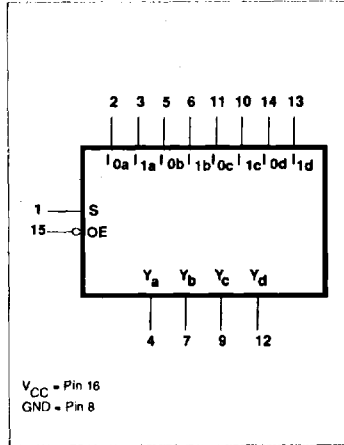 2 3 5 6 11 10 14 13
I0a I1a I0b I1b I0c I1c I0d I1d
1 S
15 OE
Ya Yb Yc Yd
4 7 9 12
VCC = Pin 16
GND = Pin 8